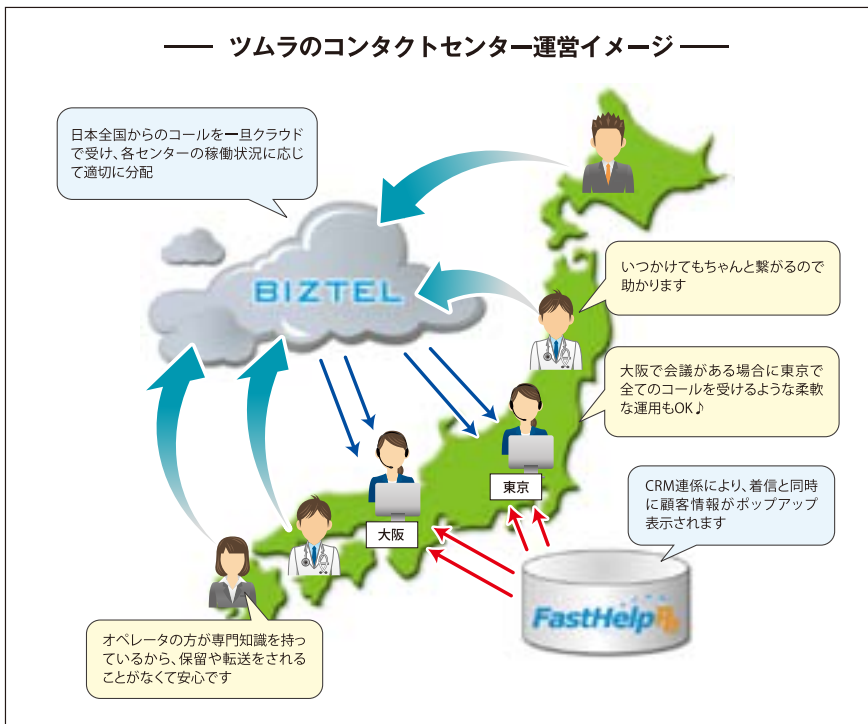 ツムラのコンタクトセンター運営イメージ
日本全国からのコールを一旦クラウド
で受け、各センターの稼働状況に応じ
て適切に分配
BIZTEL
いつかけてもちゃんと繋がるので
助かります
大阪で会議がある場合に東京で
全てのコールを受けるような柔軟
な運用もOK♪
東京
大阪
CRM連係により、着信と同時
に顧客情報がポップアップ
表示されます
FastHelp
オペレータの方が専門知識を持っ
ているから、保留や転送をされる
ことがなくて安心です